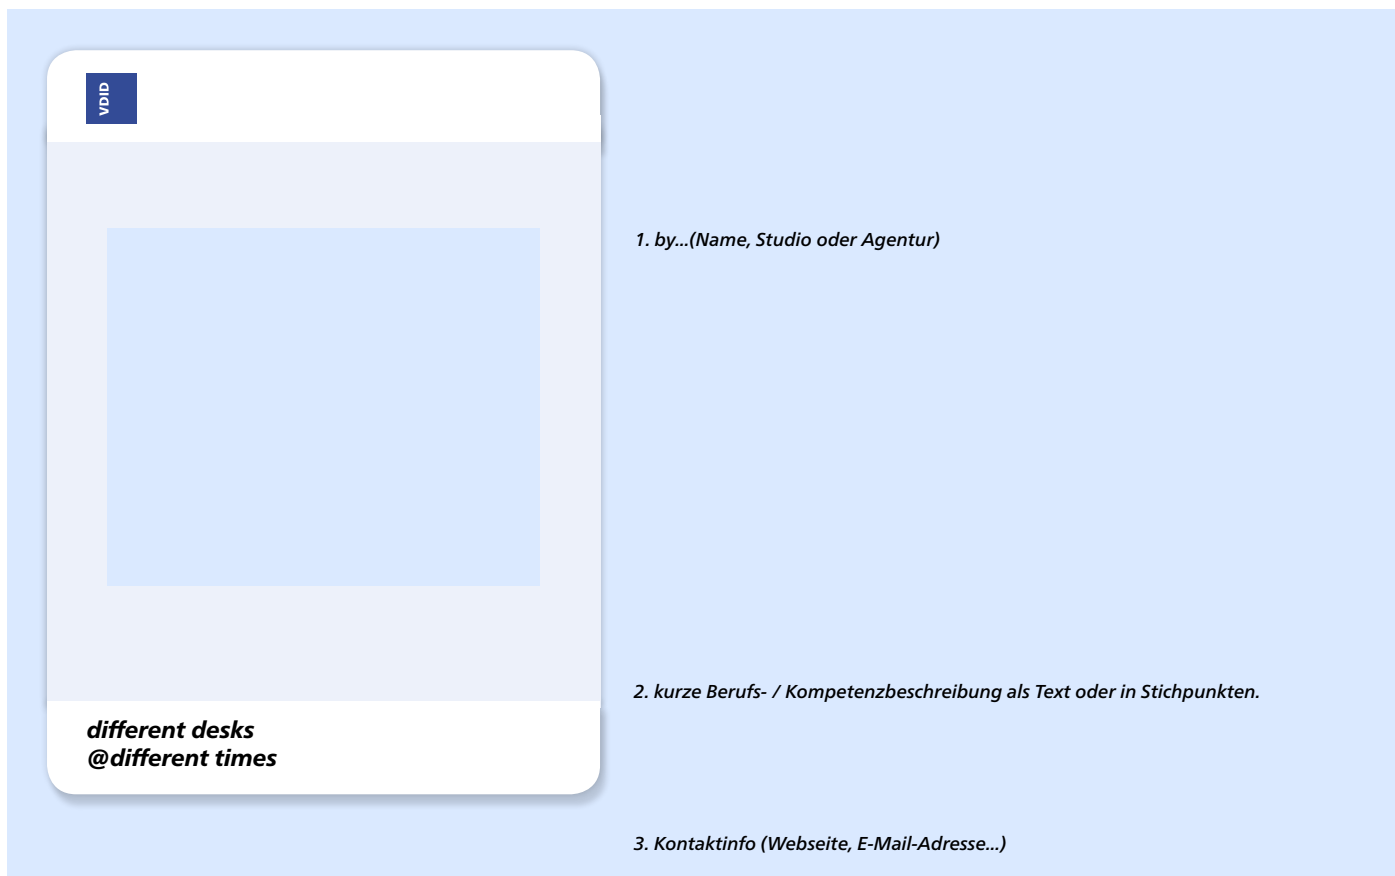 VDID
1. by...(Name, Studio oder Agentur)
2. kurze Berufs- / Kompetenzbeschreibung als Text oder in Stichpunkten.
different desks
@different times
3. Kontaktinfo (Webseite, E-Mail-Adresse...)